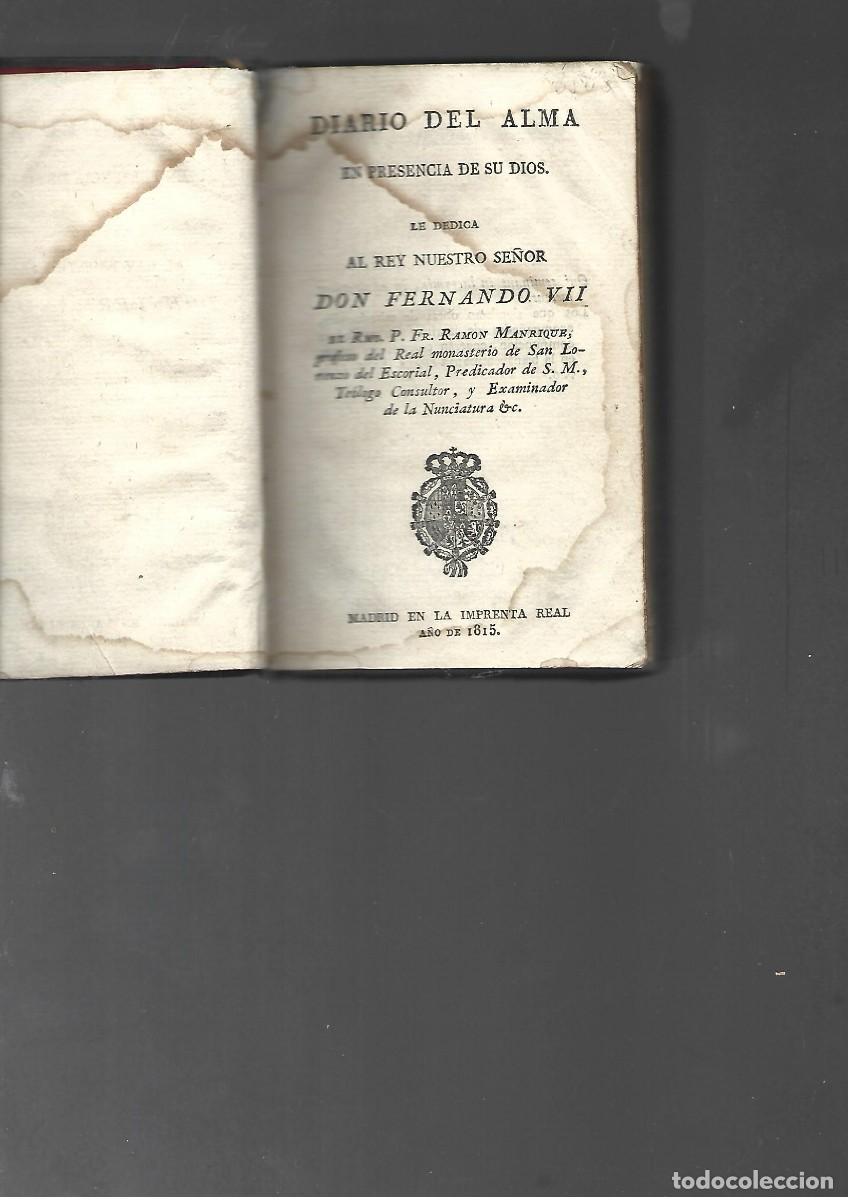 DIARIO DEL ALMA
EN PRESENCIA DE SU DIOS.
LE DEDICA
AL REY NUESTRO SEÑOR
DON FERNANDO VII
EL RMO. P. FR. RAMON MANRIQUE,
del Real monasterio de San Lo-
renzo del Escorial, Predicador de S. M.,
Teólogo Consultor, y Examinador
de la Nunciatura &c.
MADRID EN LA IMPRENTA REAL
AÑO DE 1815.
todocoleccion